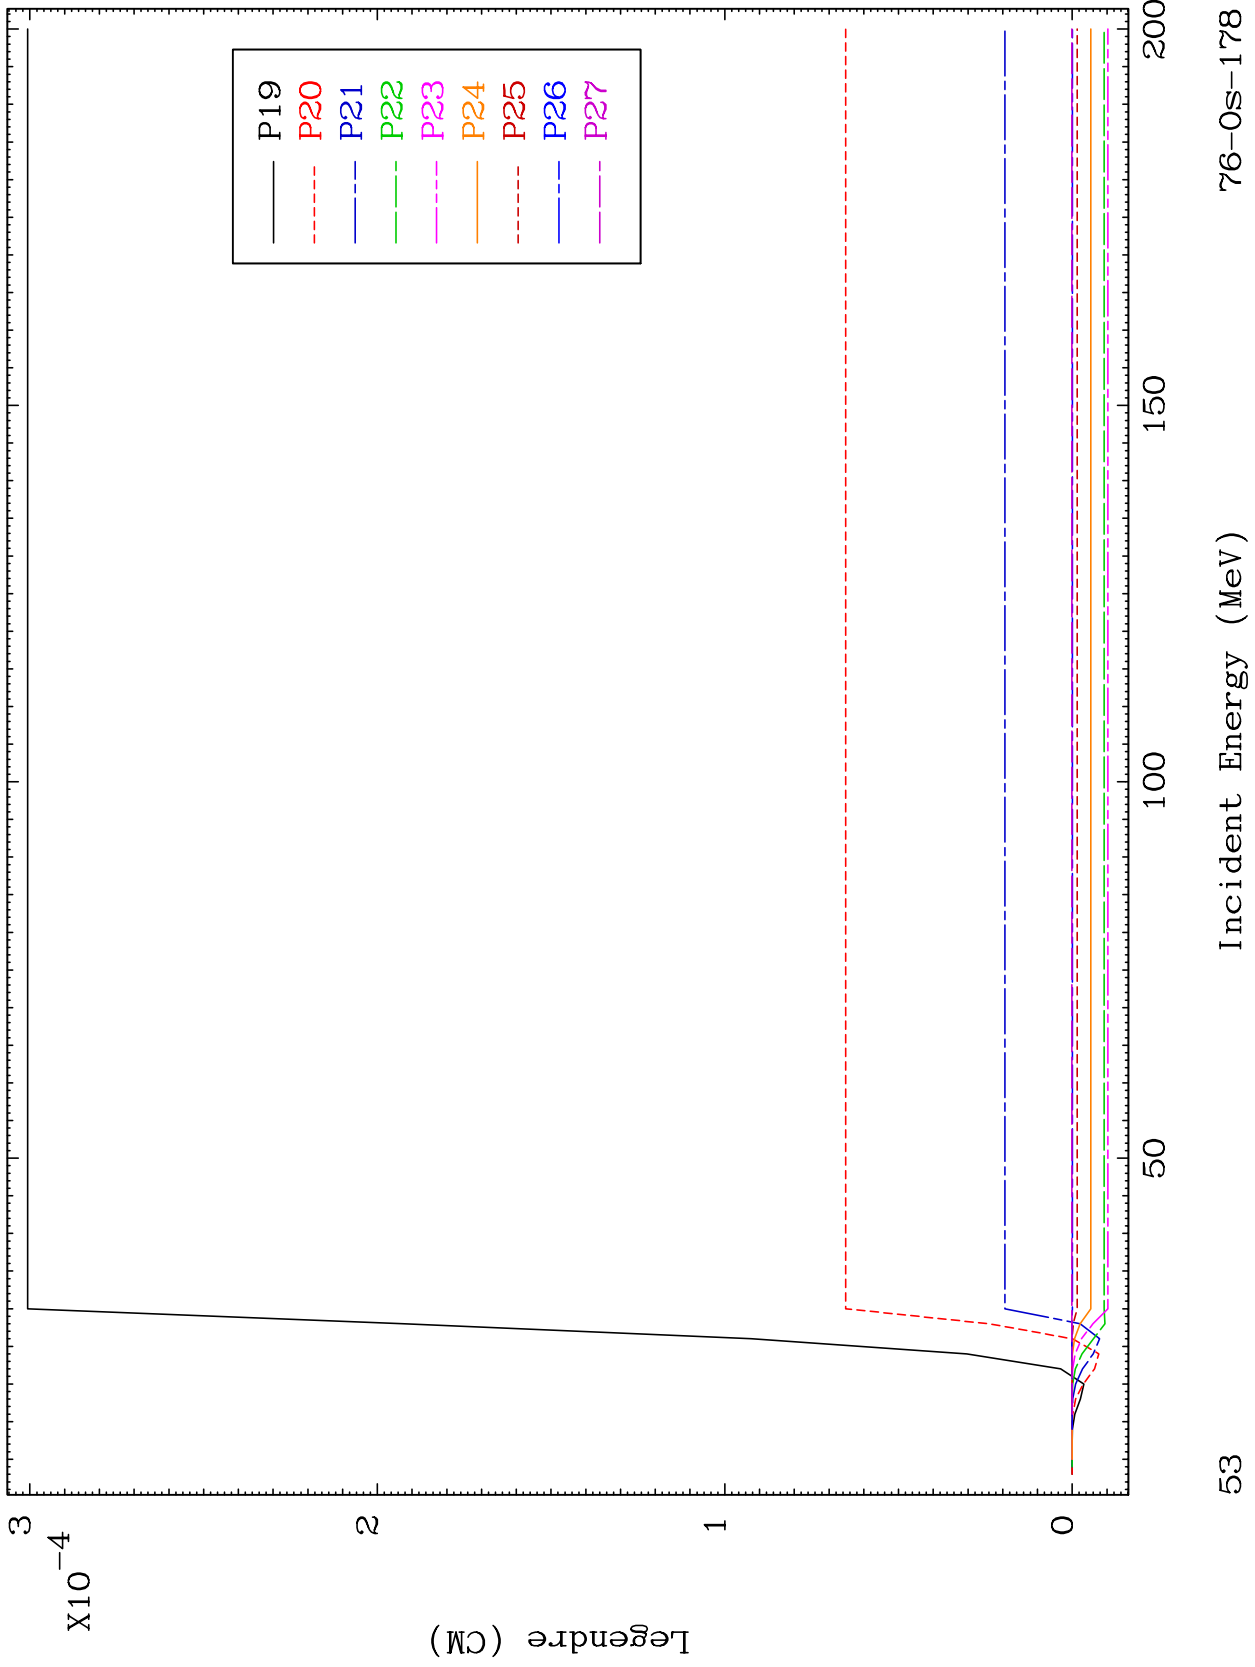 X10⁻⁴
3
2
1
0
Legendre (CM)
P19
P20
P21
P22
P23
P24
P25
P26
P27
50
100
150
200
53
Incident Energy (MeV)
76-Os-178